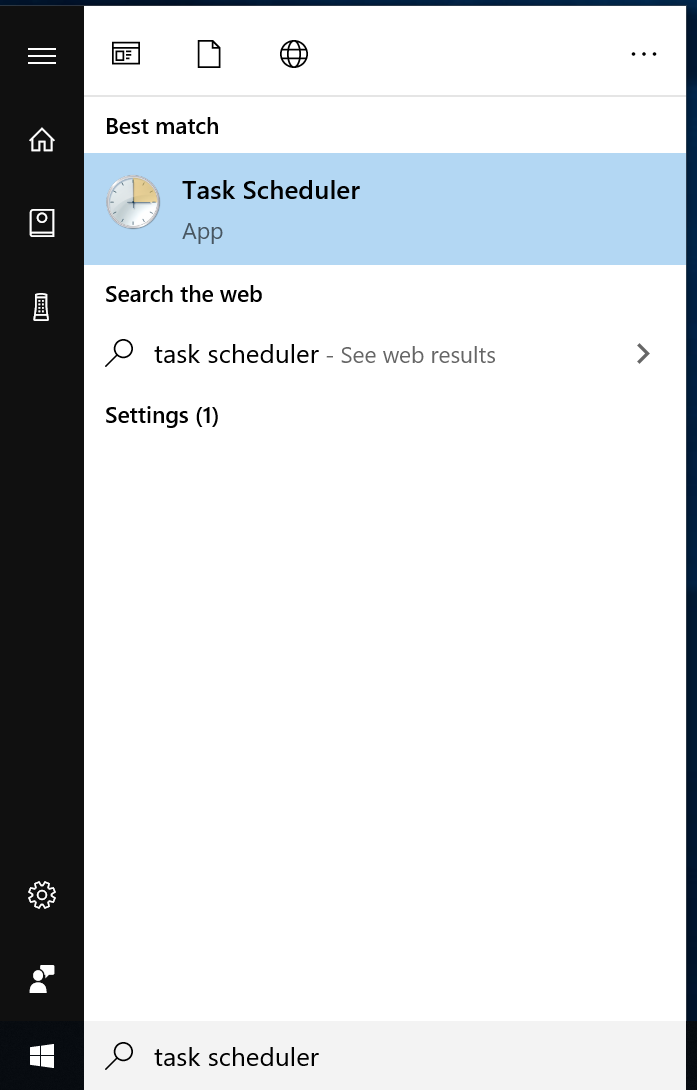 Best match
Task Scheduler
App
Search the web
task scheduler - See web results
Settings (1)
task scheduler